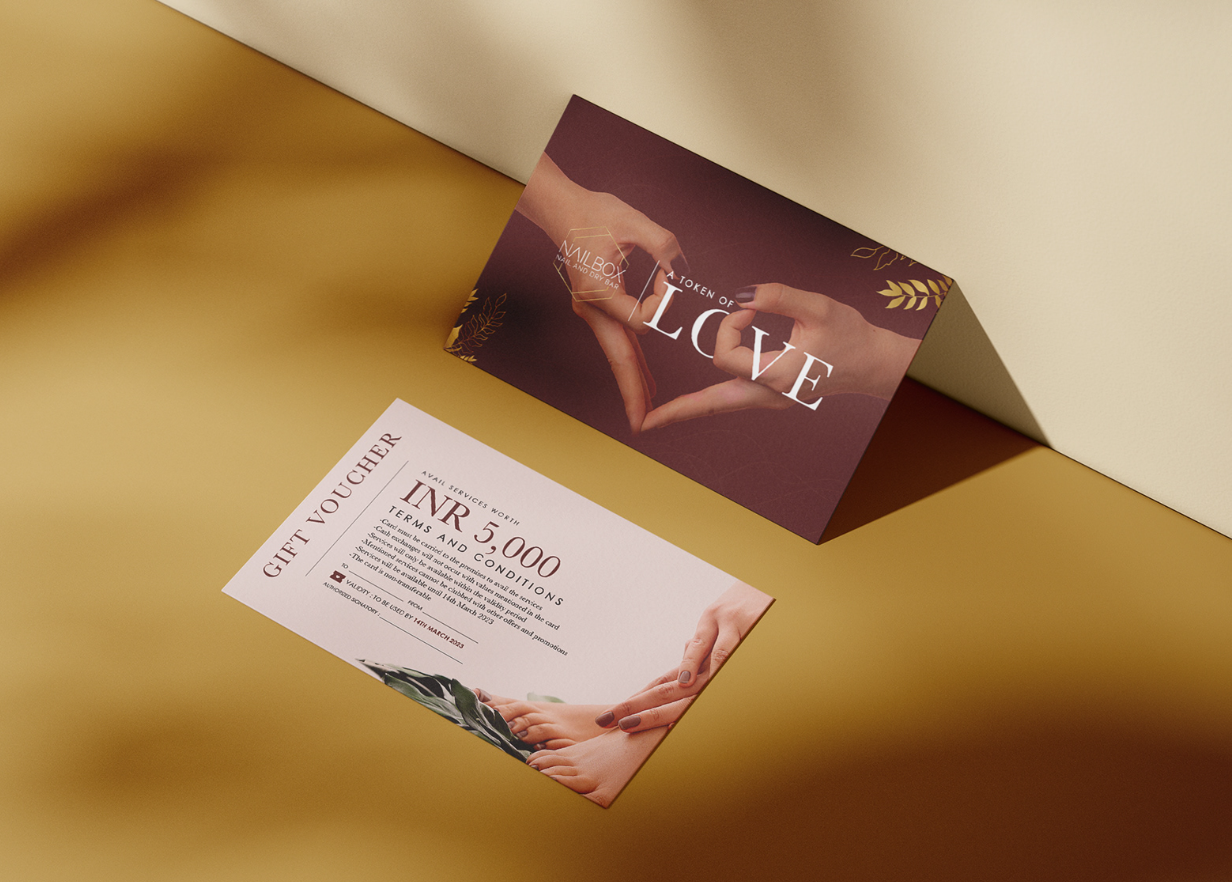 NAILBOX
NAIL AND DRY BAR
A TOKEN OF
LOVE
GIFT VOUCHER
AVAIL SERVICES WORTH
INR 5,000
TERMS AND CONDITIONS
-Card must be carried to the premises to avail the services
-Cash exchanges will not occur with values mentioned in the card
-Services will only be available within the validity period
-Mentioned services cannot be clubbed with other offers and promotions
-Services will be available until 14th March 2023
-The card is non-transferable
TO FROM
VALIDITY : TO BE USED BY 14TH MARCH 2023
AUTHORIZED SIGNATORY :